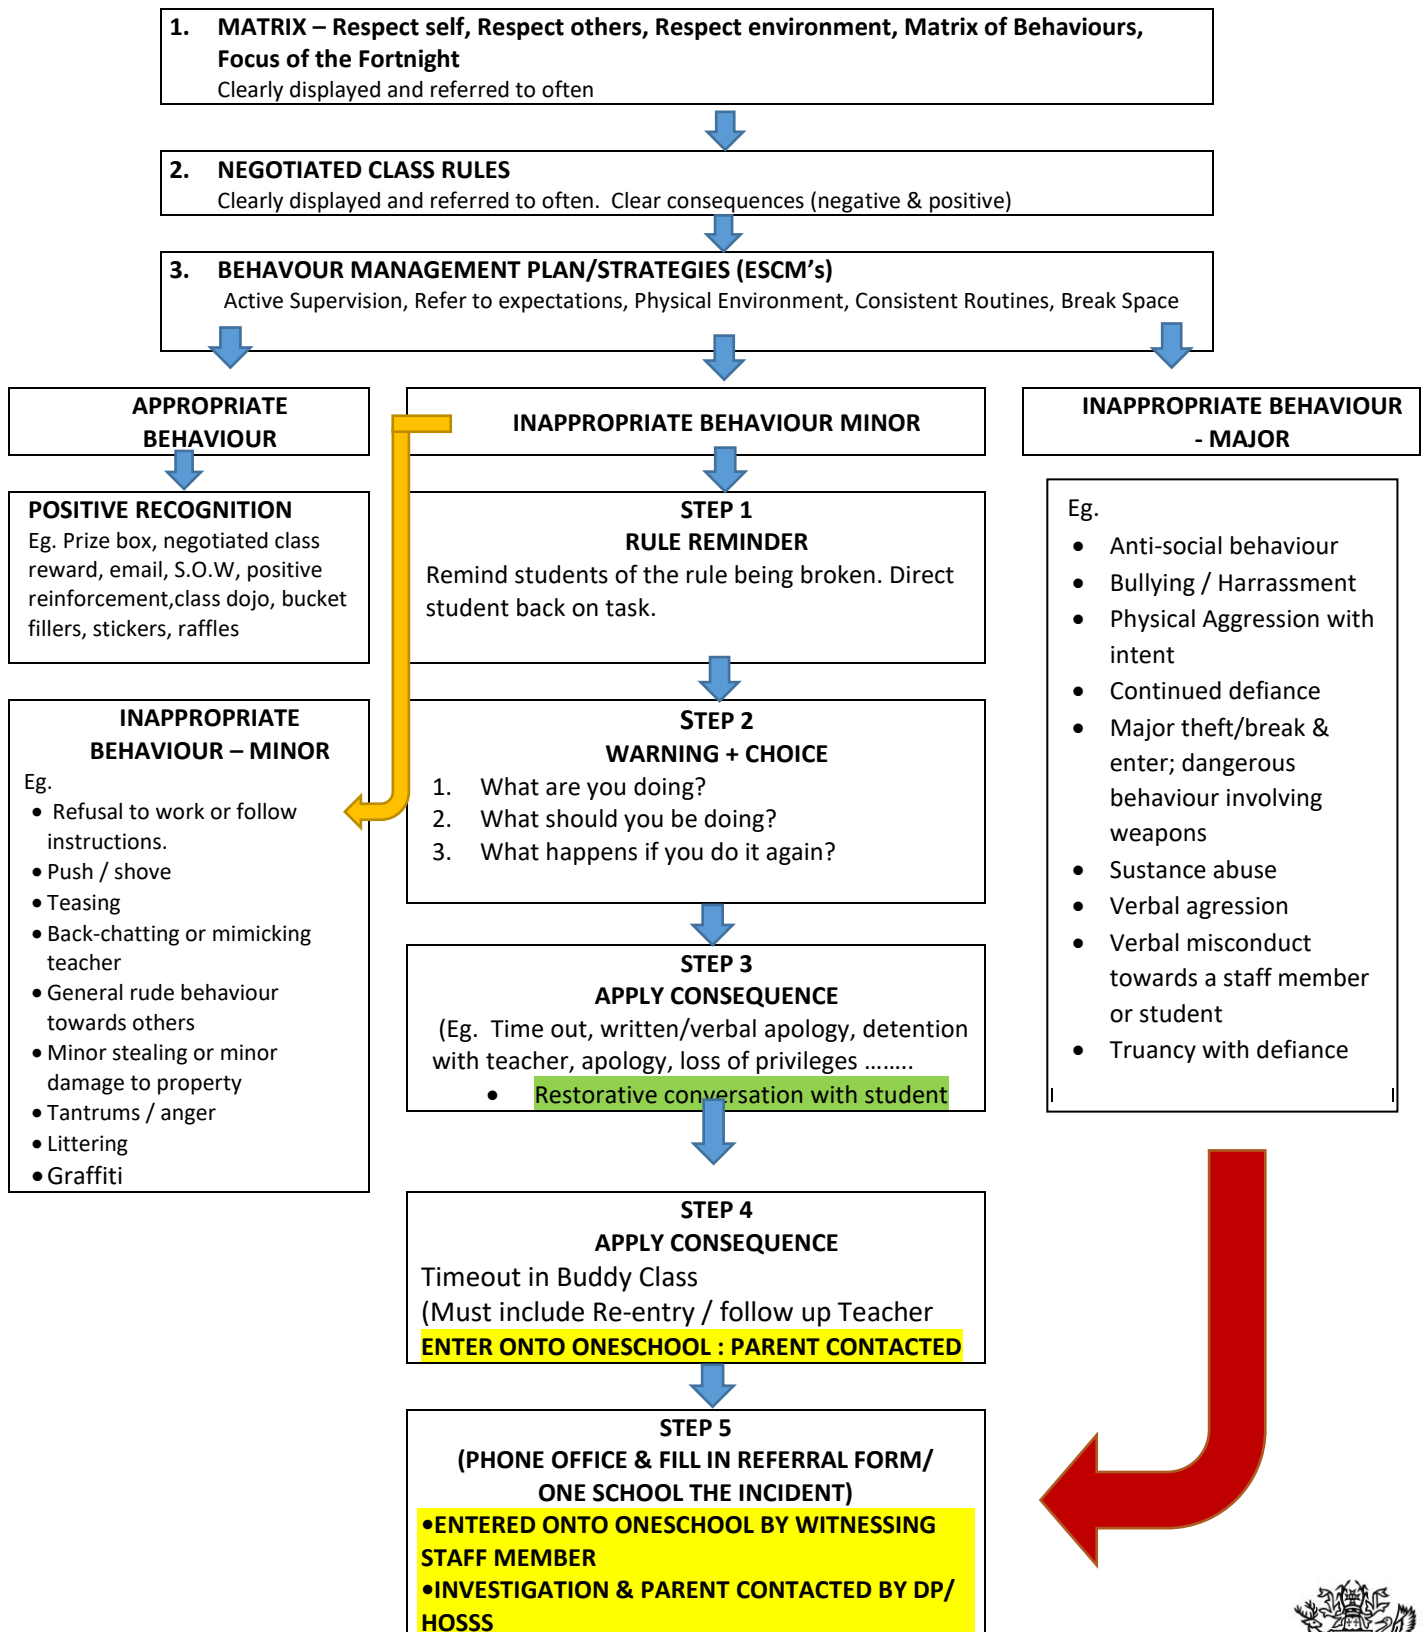 1. MATRIX – Respect self, Respect others, Respect environment, Matrix of Behaviours,
Focus of the Fortnight
Clearly displayed and referred to often
2. NEGOTIATED CLASS RULES
Clearly displayed and referred to often. Clear consequences (negative & positive)
3. BEHAVOUR MANAGEMENT PLAN/STRATEGIES (ESCM's)
Active Supervision, Refer to expectations, Physical Environment, Consistent Routines, Break Space
APPROPRIATE
BEHAVIOUR
POSITIVE RECOGNITION
Eg. Prize box, negotiated class
reward, email, S.O.W, positive
reinforcement,class dojo, bucket
fillers, stickers, raffles
INAPPROPRIATE
BEHAVIOUR – MINOR
Eg.
• Refusal to work or follow
instructions.
• Push / shove
• Teasing
• Back-chatting or mimicking
teacher
• General rude behaviour
towards others
• Minor stealing or minor
damage to property
• Tantrums / anger
• Littering
• Graffiti
INAPPROPRIATE BEHAVIOUR MINOR
STEP 1
RULE REMINDER
Remind students of the rule being broken. Direct
student back on task.
STEP 2
WARNING + CHOICE
1. What are you doing?
2. What should you be doing?
3. What happens if you do it again?
STEP 3
APPLY CONSEQUENCE
(Eg. Time out, written/verbal apology, detention
with teacher, apology, loss of privileges ……..
• Restorative conversation with student
STEP 4
APPLY CONSEQUENCE
Timeout in Buddy Class
(Must include Re-entry / follow up Teacher
ENTER ONTO ONESCHOOL : PARENT CONTACTED
STEP 5
(PHONE OFFICE & FILL IN REFERRAL FORM/
ONE SCHOOL THE INCIDENT)
•ENTERED ONTO ONESCHOOL BY WITNESSING
STAFF MEMBER
•INVESTIGATION & PARENT CONTACTED BY DP/
HOSSS
INAPPROPRIATE BEHAVIOUR
- MAJOR
Eg.
• Anti-social behaviour
• Bullying / Harrassment
• Physical Aggression with
intent
• Continued defiance
• Major theft/break &
enter; dangerous
behaviour involving
weapons
• Sustance abuse
• Verbal agression
• Verbal misconduct
towards a staff member
or student
• Truancy with defiance